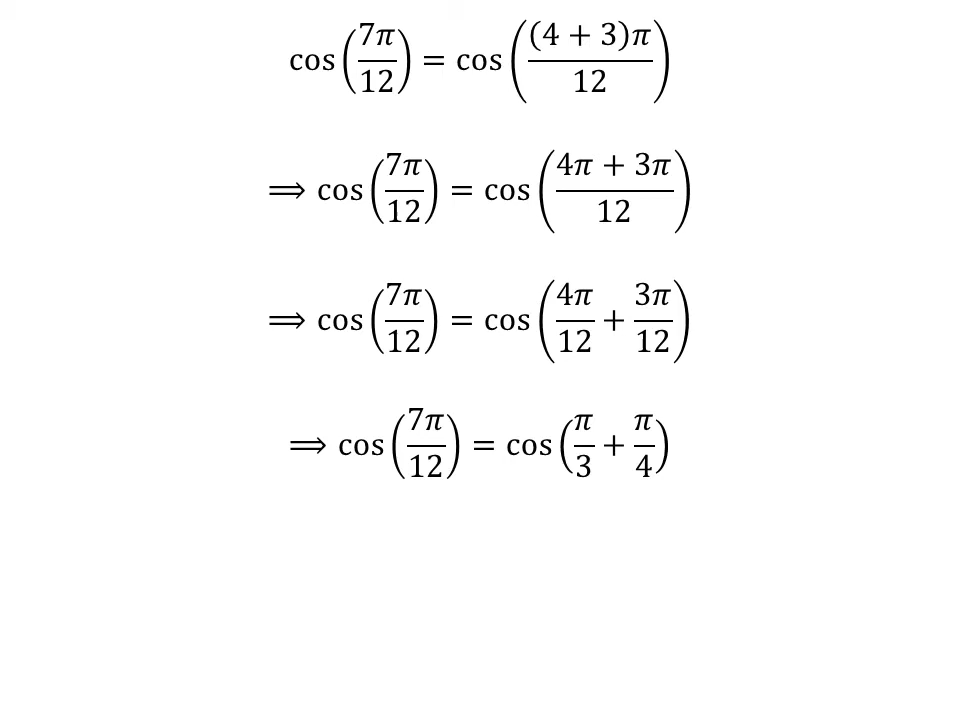 cos(7π/12) = cos((4 + 3)π/12)
⟹ cos(7π/12) = cos((4π + 3π)/12)
⟹ cos(7π/12) = cos(4π/12 + 3π/12)
⟹ cos(7π/12) = cos(π/3 + π/4)